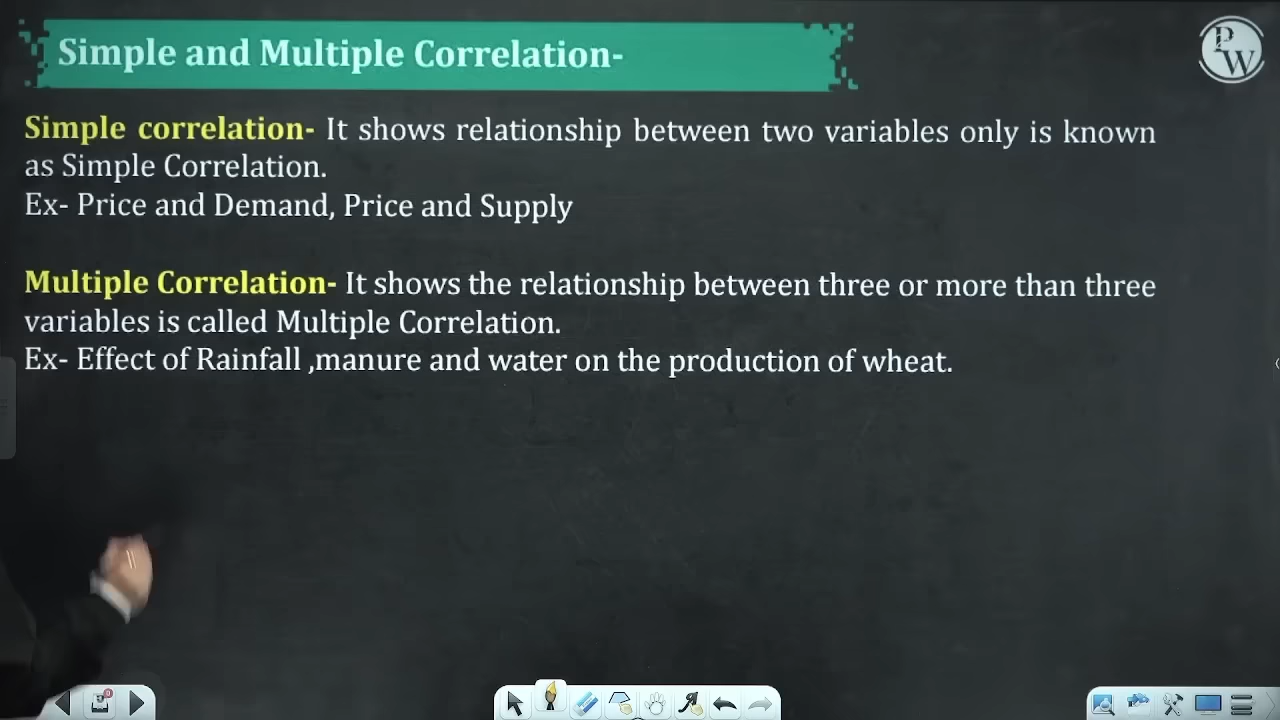 Simple and Multiple Correlation-
PW
Simple correlation- It shows relationship between two variables only is known
as Simple Correlation.
Ex- Price and Demand, Price and Supply
Multiple Correlation- It shows the relationship between three or more than three
variables is called Multiple Correlation.
Ex- Effect of Rainfall ,manure and water on the production of wheat.